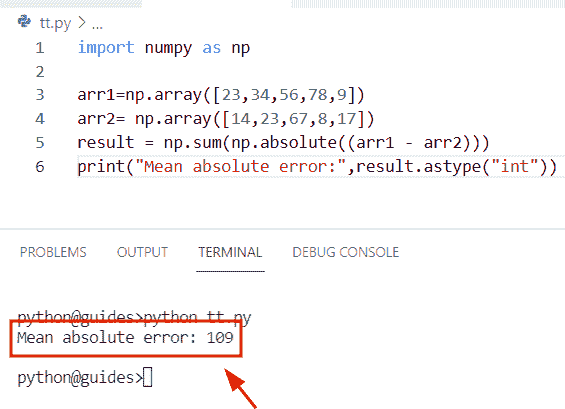 tt.py > ...
1 import numpy as np
2
3 arr1=np.array([23,34,56,78,9])
4 arr2= np.array([14,23,67,8,17])
5 result = np.sum(np.absolute((arr1 - arr2)))
6 print("Mean absolute error:",result.astype("int"))
PROBLEMS OUTPUT TERMINAL DEBUG CONSOLE
python@guides>python tt.py
Mean absolute error: 109
python@guides>